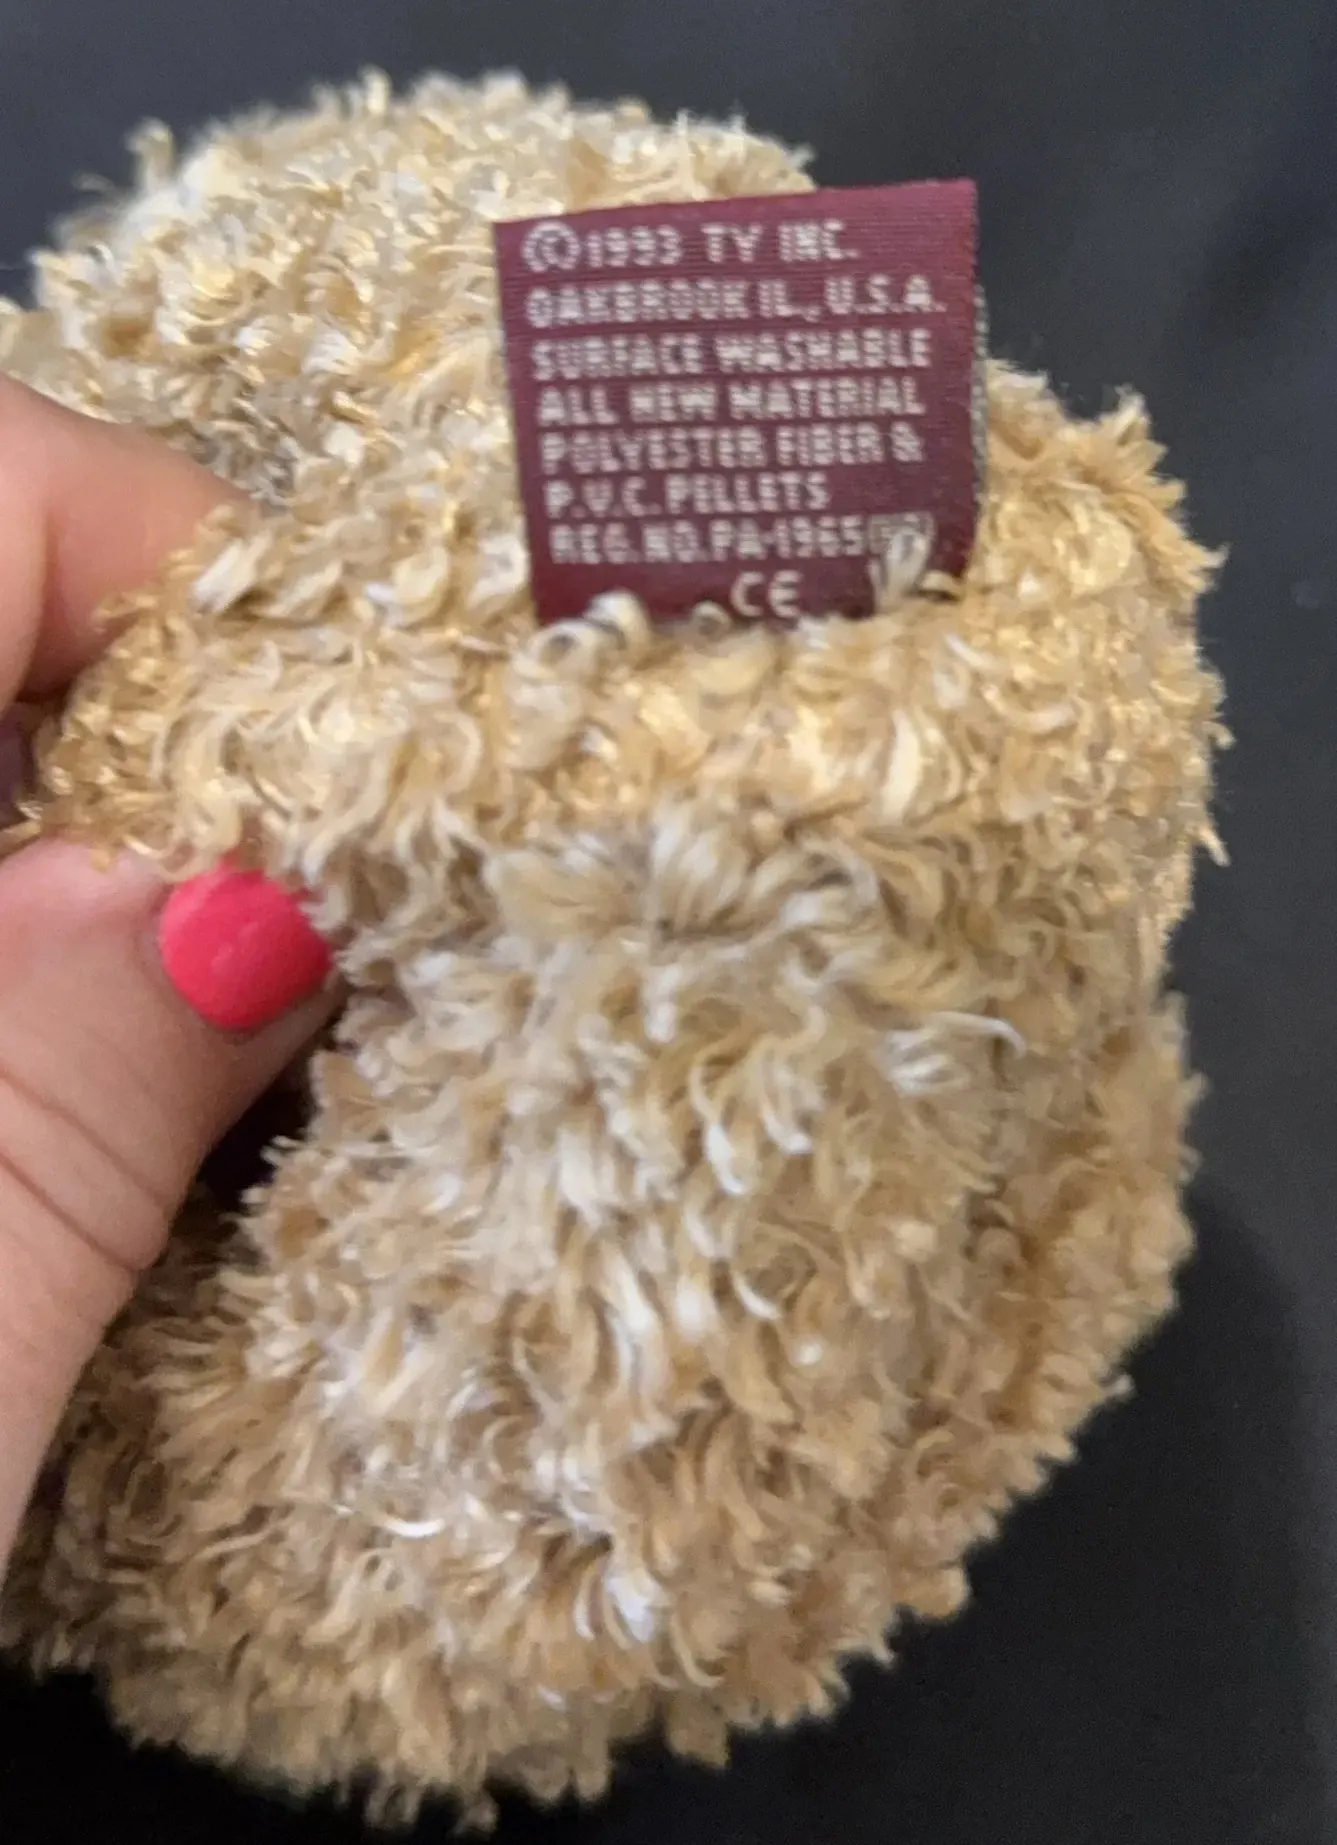 ©1993 TY INC.
OAKBROOK IL., U.S.A.
SURFACE WASHABLE
ALL NEW MATERIAL
POLYESTER FIBER &
P.V.C. PELLETS
REG.NO.PA-1965
CE